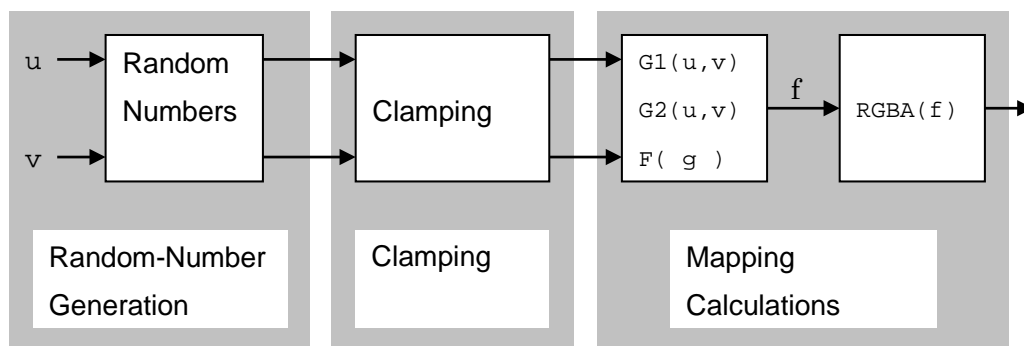 u
v
Random
Numbers
Clamping
G1(u,v)
G2(u,v)
F( g )
f
RGBA(f)
Random-Number
Generation
Clamping
Mapping
Calculations